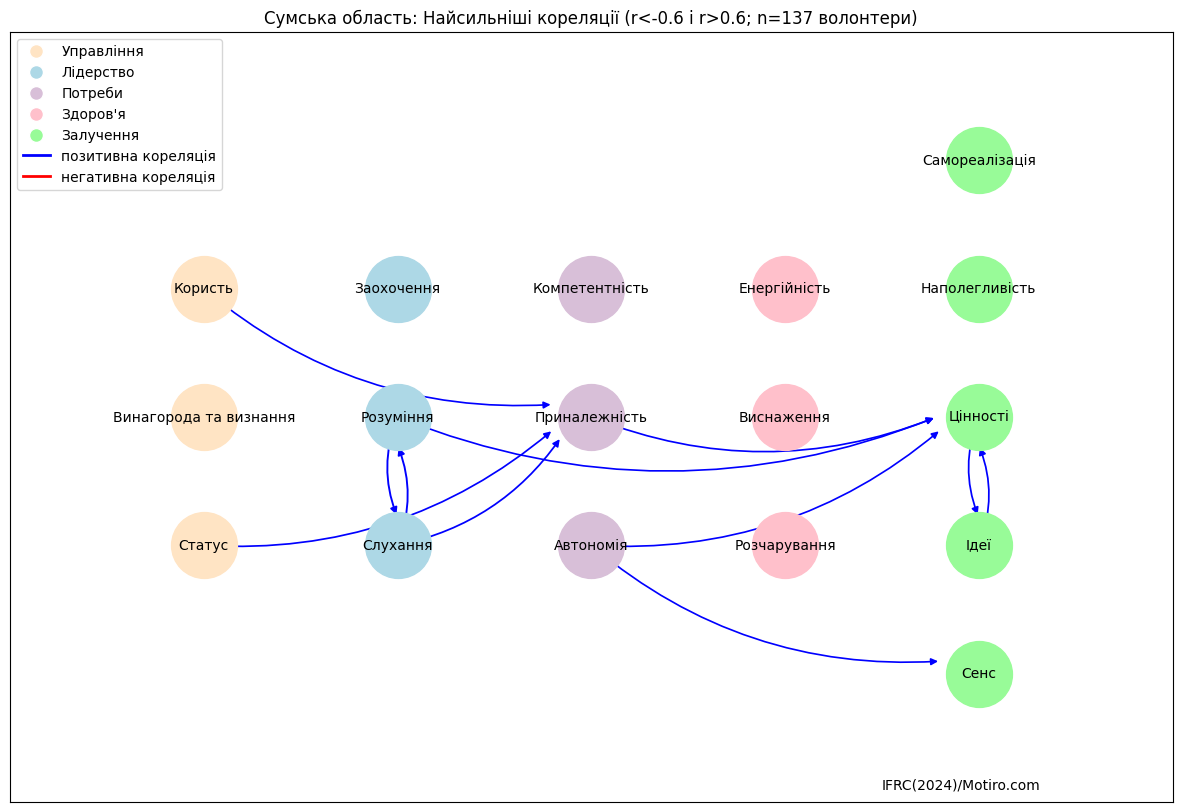 Сумська область: Найсильніші кореляції (r<-0.6 і r>0.6; n=137 волонтери)
Управління
Лідерство
Потреби
Здоров'я
Залучення
позитивна кореляція
негативна кореляція
Самореалізація
Користь
Заохочення
Компетентність
Енергійність
Наполегливість
Винагорода та визнання
Розуміння
Приналежність
Виснаження
Цінності
Статус
Слухання
Автономія
Розчарування
Ідеї
Сенс
IFRC(2024)/Motiro.com